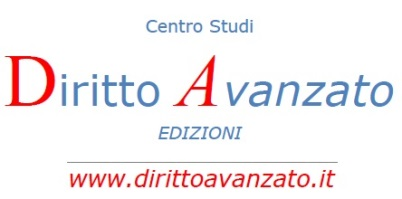 Centro Studi
Diritto Avanzato
EDIZIONI
www.dirittoavanzato.it